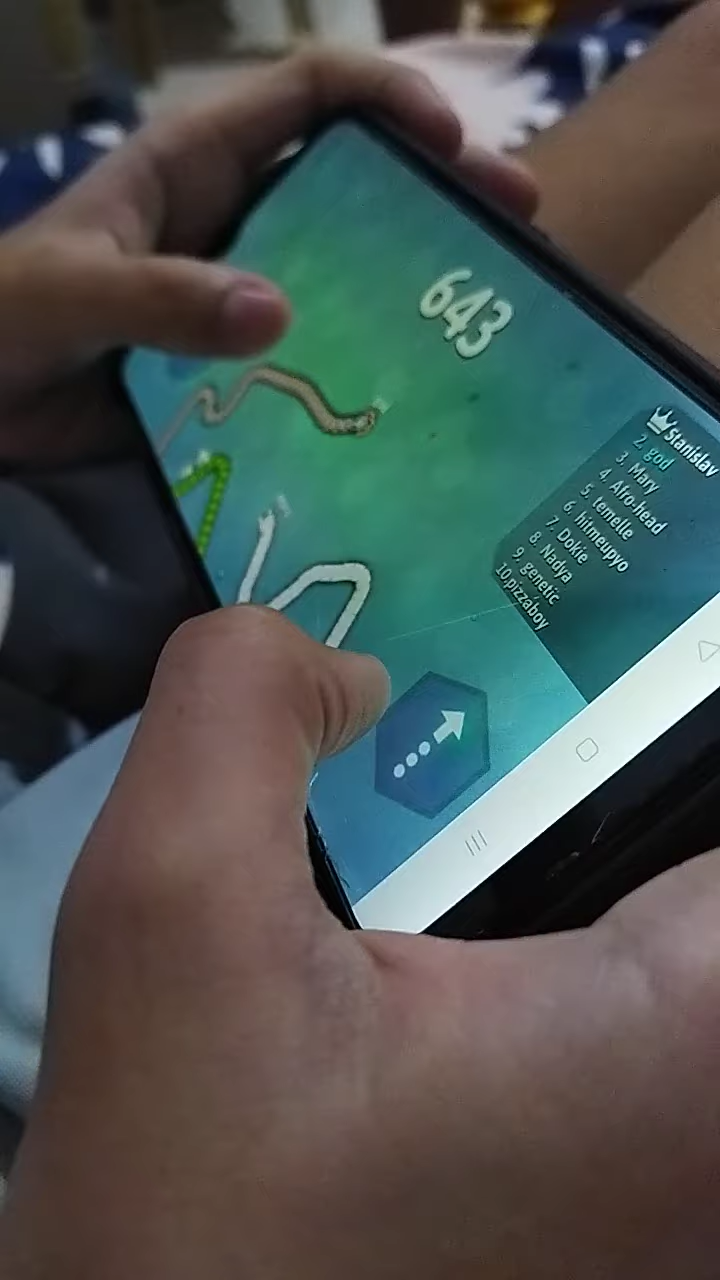 643
Stanislav
2. god
3. Mary
4. Afro-head
5. temelle
6. hitmeupyo
7. Dokie
8. Nadya
9. genetic
10.pizzaboy